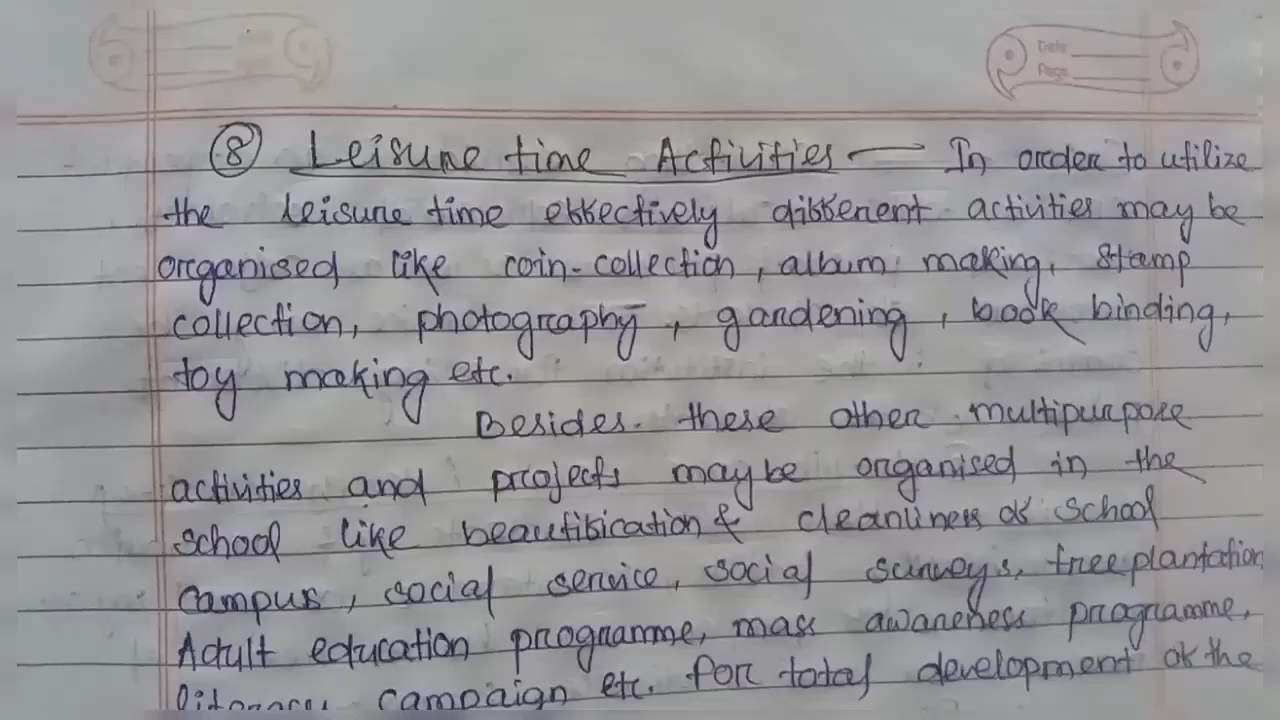 Date
Page
⑧ Leisure time Activities — In order to utilize
the leisure time effectively different activities may be
organised like coin-collection, album making, stamp
collection, photography, gardening, book binding,
toy making etc.
Besides. these other multipurpose
activities and projects may be organised in the
school like beautification & cleanliness of school
campus, social service, social surveys, tree plantation,
Adult education programme, mass awareness programme,
literacy campaign etc. for total development of the